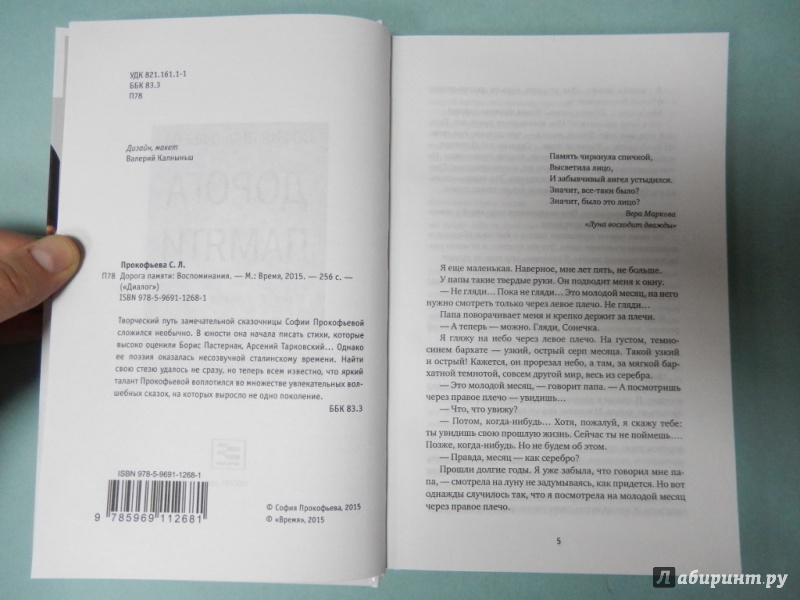 УДК 821.161.1-1
ББК 83.3
П78
Дизайн, макет
Валерий Калныньш
Прокофьева С. Л.
П78 Дорога памяти: Воспоминания. — М.: Время, 2015. — 256 с. —
(«Диалог»)
ISBN 978-5-9691-1268-1
Творческий путь замечательной сказочницы Софии Прокофьевой
сложился необычно. В юности она начала писать стихи, которые
высоко оценили Борис Пастернак, Арсений Тарковский... Однако
ее поэзия оказалась несозвучной сталинскому времени. Найти
свою стезю удалось не сразу, но теперь всем известно, что яркий
талант Прокофьевой воплотился во множестве увлекательных вол-
шебных сказок, на которых выросло не одно поколение.
ББК 83.3
ISBN 978-5-9691-1268-1
9 785969 112681
© София Прокофьева, 2015
© «Время», 2015
Память чиркнула спичкой,
Высветила лицо,
И забывчивый ангел устыдился.
Значит, все-таки было?
Значит, было это лицо?
Вера Маркова
«Луна восходит дважды»
Я еще маленькая. Наверное, мне лет пять, не больше.
У папы такие твердые руки. Он подводит меня к окну.
— Не гляди... Пока не гляди... Это молодой месяц, на него
нужно смотреть только через левое плечо. Не гляди...
Папа поворачивает меня и крепко держит за плечи.
— А теперь — можно. Гляди, Сонечка.
Я гляжу на небо через левое плечо. На густом, темно-
синем бархате — узкий, острый серп месяца. Такой узкий
и острый! Кажется, он прорезал небо, а там, за мягкой бар-
хатной темнотой, совсем другой мир, весь из серебра.
— Это молодой месяц, — говорит папа. — А посмотришь
через правое плечо — увидишь...
— Что, что увижу?
— Потом, когда-нибудь... Хотя, пожалуй, я скажу тебе:
ты увидишь свою прошлую жизнь. Сейчас ты не поймешь....
Позже, когда-нибудь. Но не будем об этом.
— Правда, месяц — как серебро?
Прошли долгие годы. Я уже забыла, что говорил мне па-
па, — смотрела на луну не задумываясь, как придется. Но вот
однажды случилось так, что я посмотрела на молодой месяц
через правое плечо.
5
Лабиринт.ру